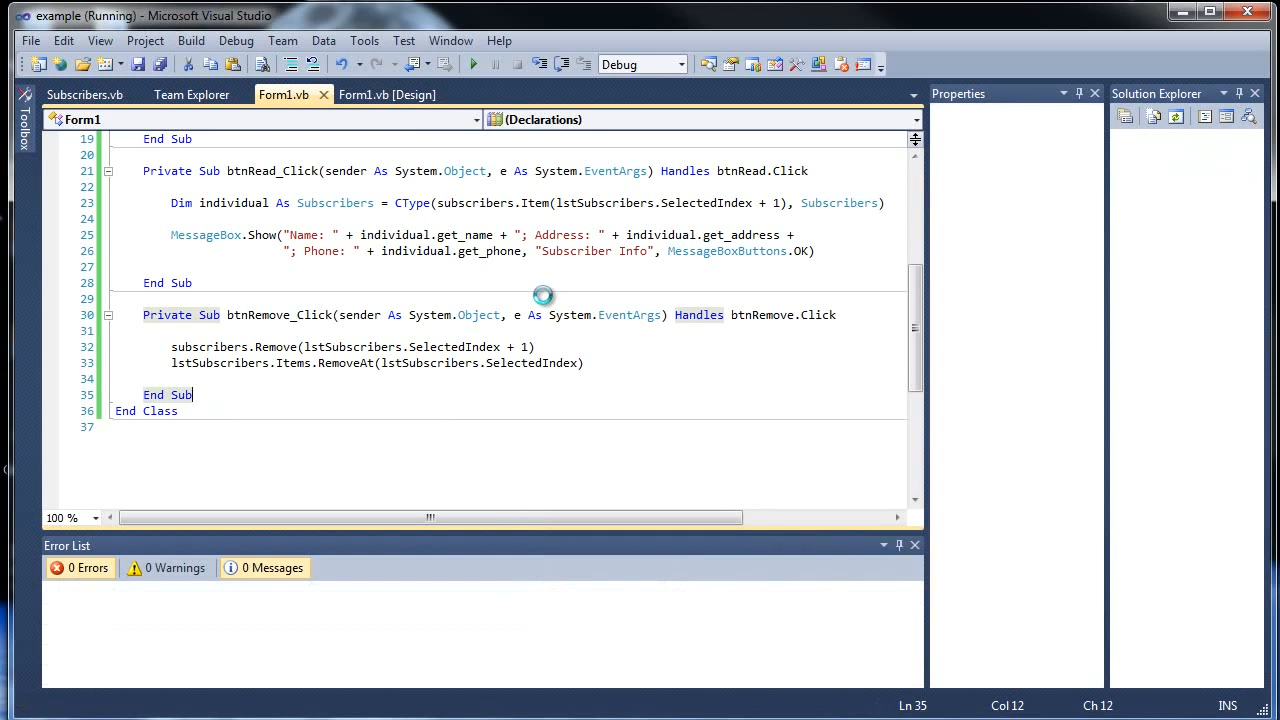 example (Running) - Microsoft Visual Studio
File Edit View Project Build Debug Team Data Tools Test Window Help
Debug
Subscribers.vb Team Explorer Form1.vb Form1.vb [Design]
Toolbox
Form1 (Declarations)
19 End Sub
20
21 Private Sub btnRead_Click(sender As System.Object, e As System.EventArgs) Handles btnRead.Click
22
23 Dim individual As Subscribers = CType(subscribers.Item(lstSubscribers.SelectedIndex + 1), Subscribers)
24
25 MessageBox.Show("Name: " + individual.get_name + "; Address: " + individual.get_address +
26 "; Phone: " + individual.get_phone, "Subscriber Info", MessageBoxButtons.OK)
27
28 End Sub
29
30 Private Sub btnRemove_Click(sender As System.Object, e As System.EventArgs) Handles btnRemove.Click
31
32 subscribers.Remove(lstSubscribers.SelectedIndex + 1)
33 lstSubscribers.Items.RemoveAt(lstSubscribers.SelectedIndex)
34
35 End Sub
36 End Class
37
100 %
Error List
0 Errors 0 Warnings 0 Messages
Properties
Solution Explorer
Ln 35 Col 12 Ch 12 INS